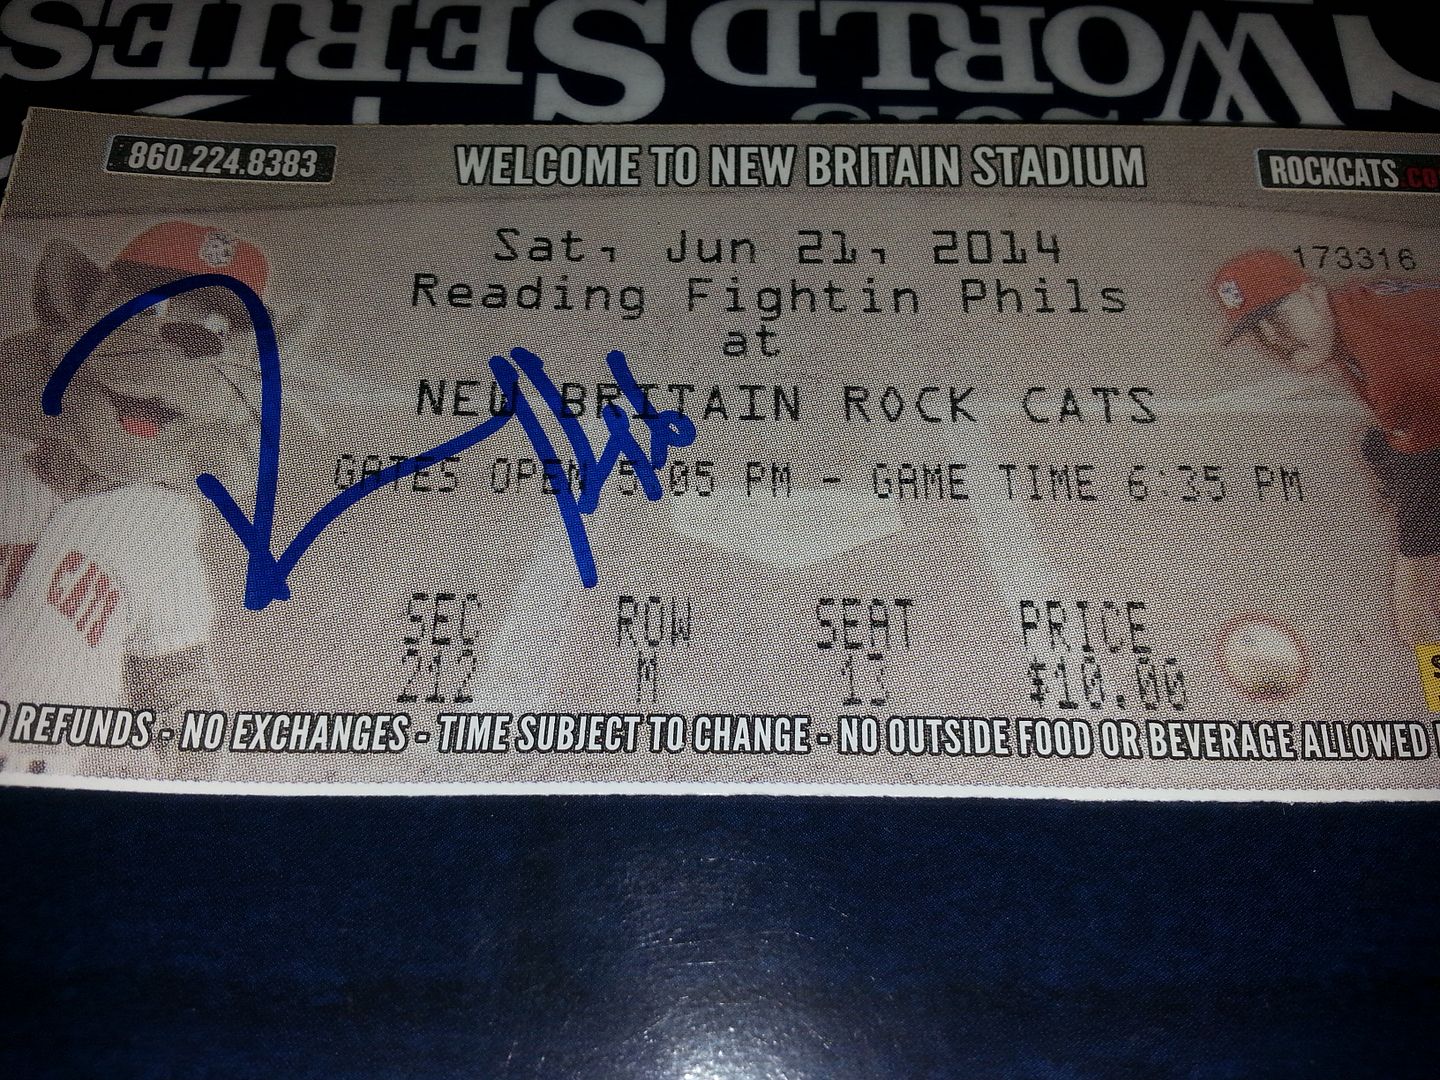 WORLD SERIES
860.224.8383
WELCOME TO NEW BRITAIN STADIUM
ROCKCATS.CO
Sat, Jun 21, 2014
173316
Reading Fightin Phils
at
NEW BRITAIN ROCK CATS
GATES OPEN 5:05 PM - GAME TIME 6:35 PM
CATS
SEC ROW SEAT PRICE
212 M 13 $10.00
REFUNDS - NO EXCHANGES - TIME SUBJECT TO CHANGE - NO OUTSIDE FOOD OR BEVERAGE ALLOWED